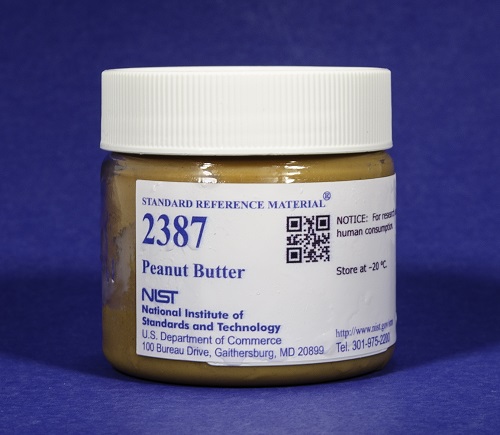 STANDARD REFERENCE MATERIAL®
2387
Peanut Butter
NIST
National Institute of
Standards and Technology
U.S. Department of Commerce
100 Bureau Drive, Gaithersburg, MD 20899
NOTICE: For research
human consumption.
Store at -20 °C.
http://www.nist.gov
Tel. 301-975-2200